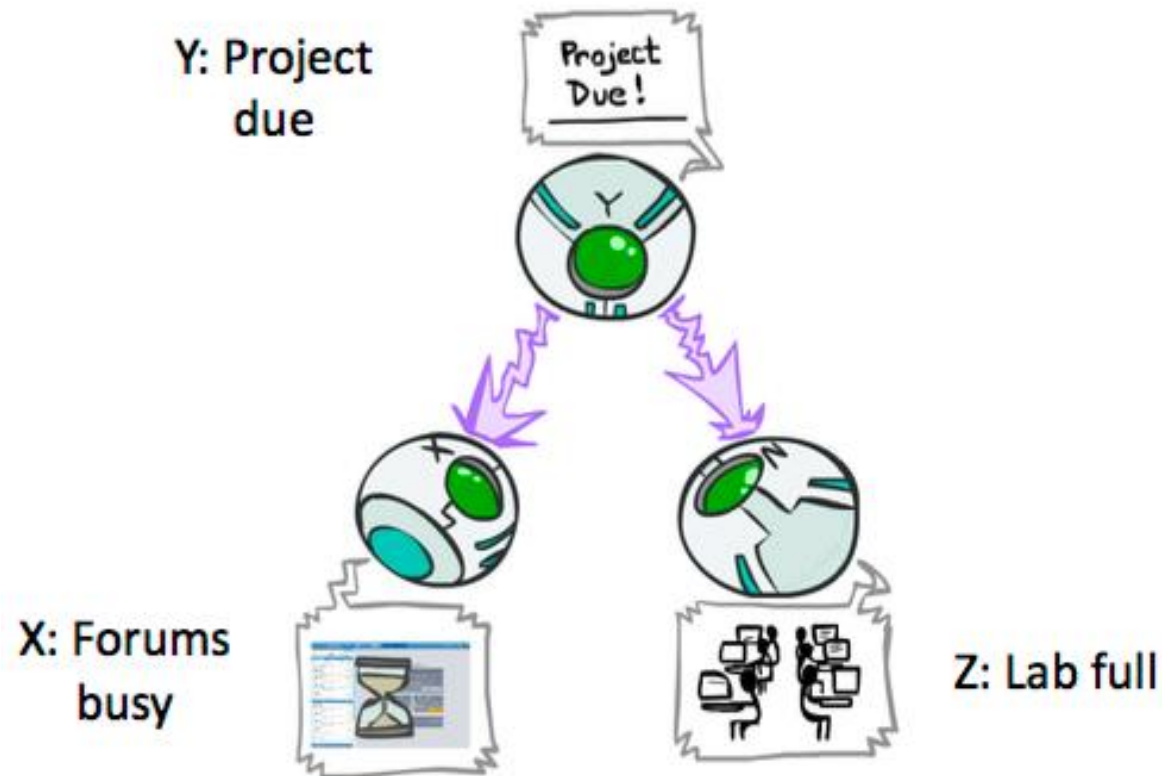 Y: Project
due
Project
Due!
Y
X
Z
X: Forums
busy
Z: Lab full